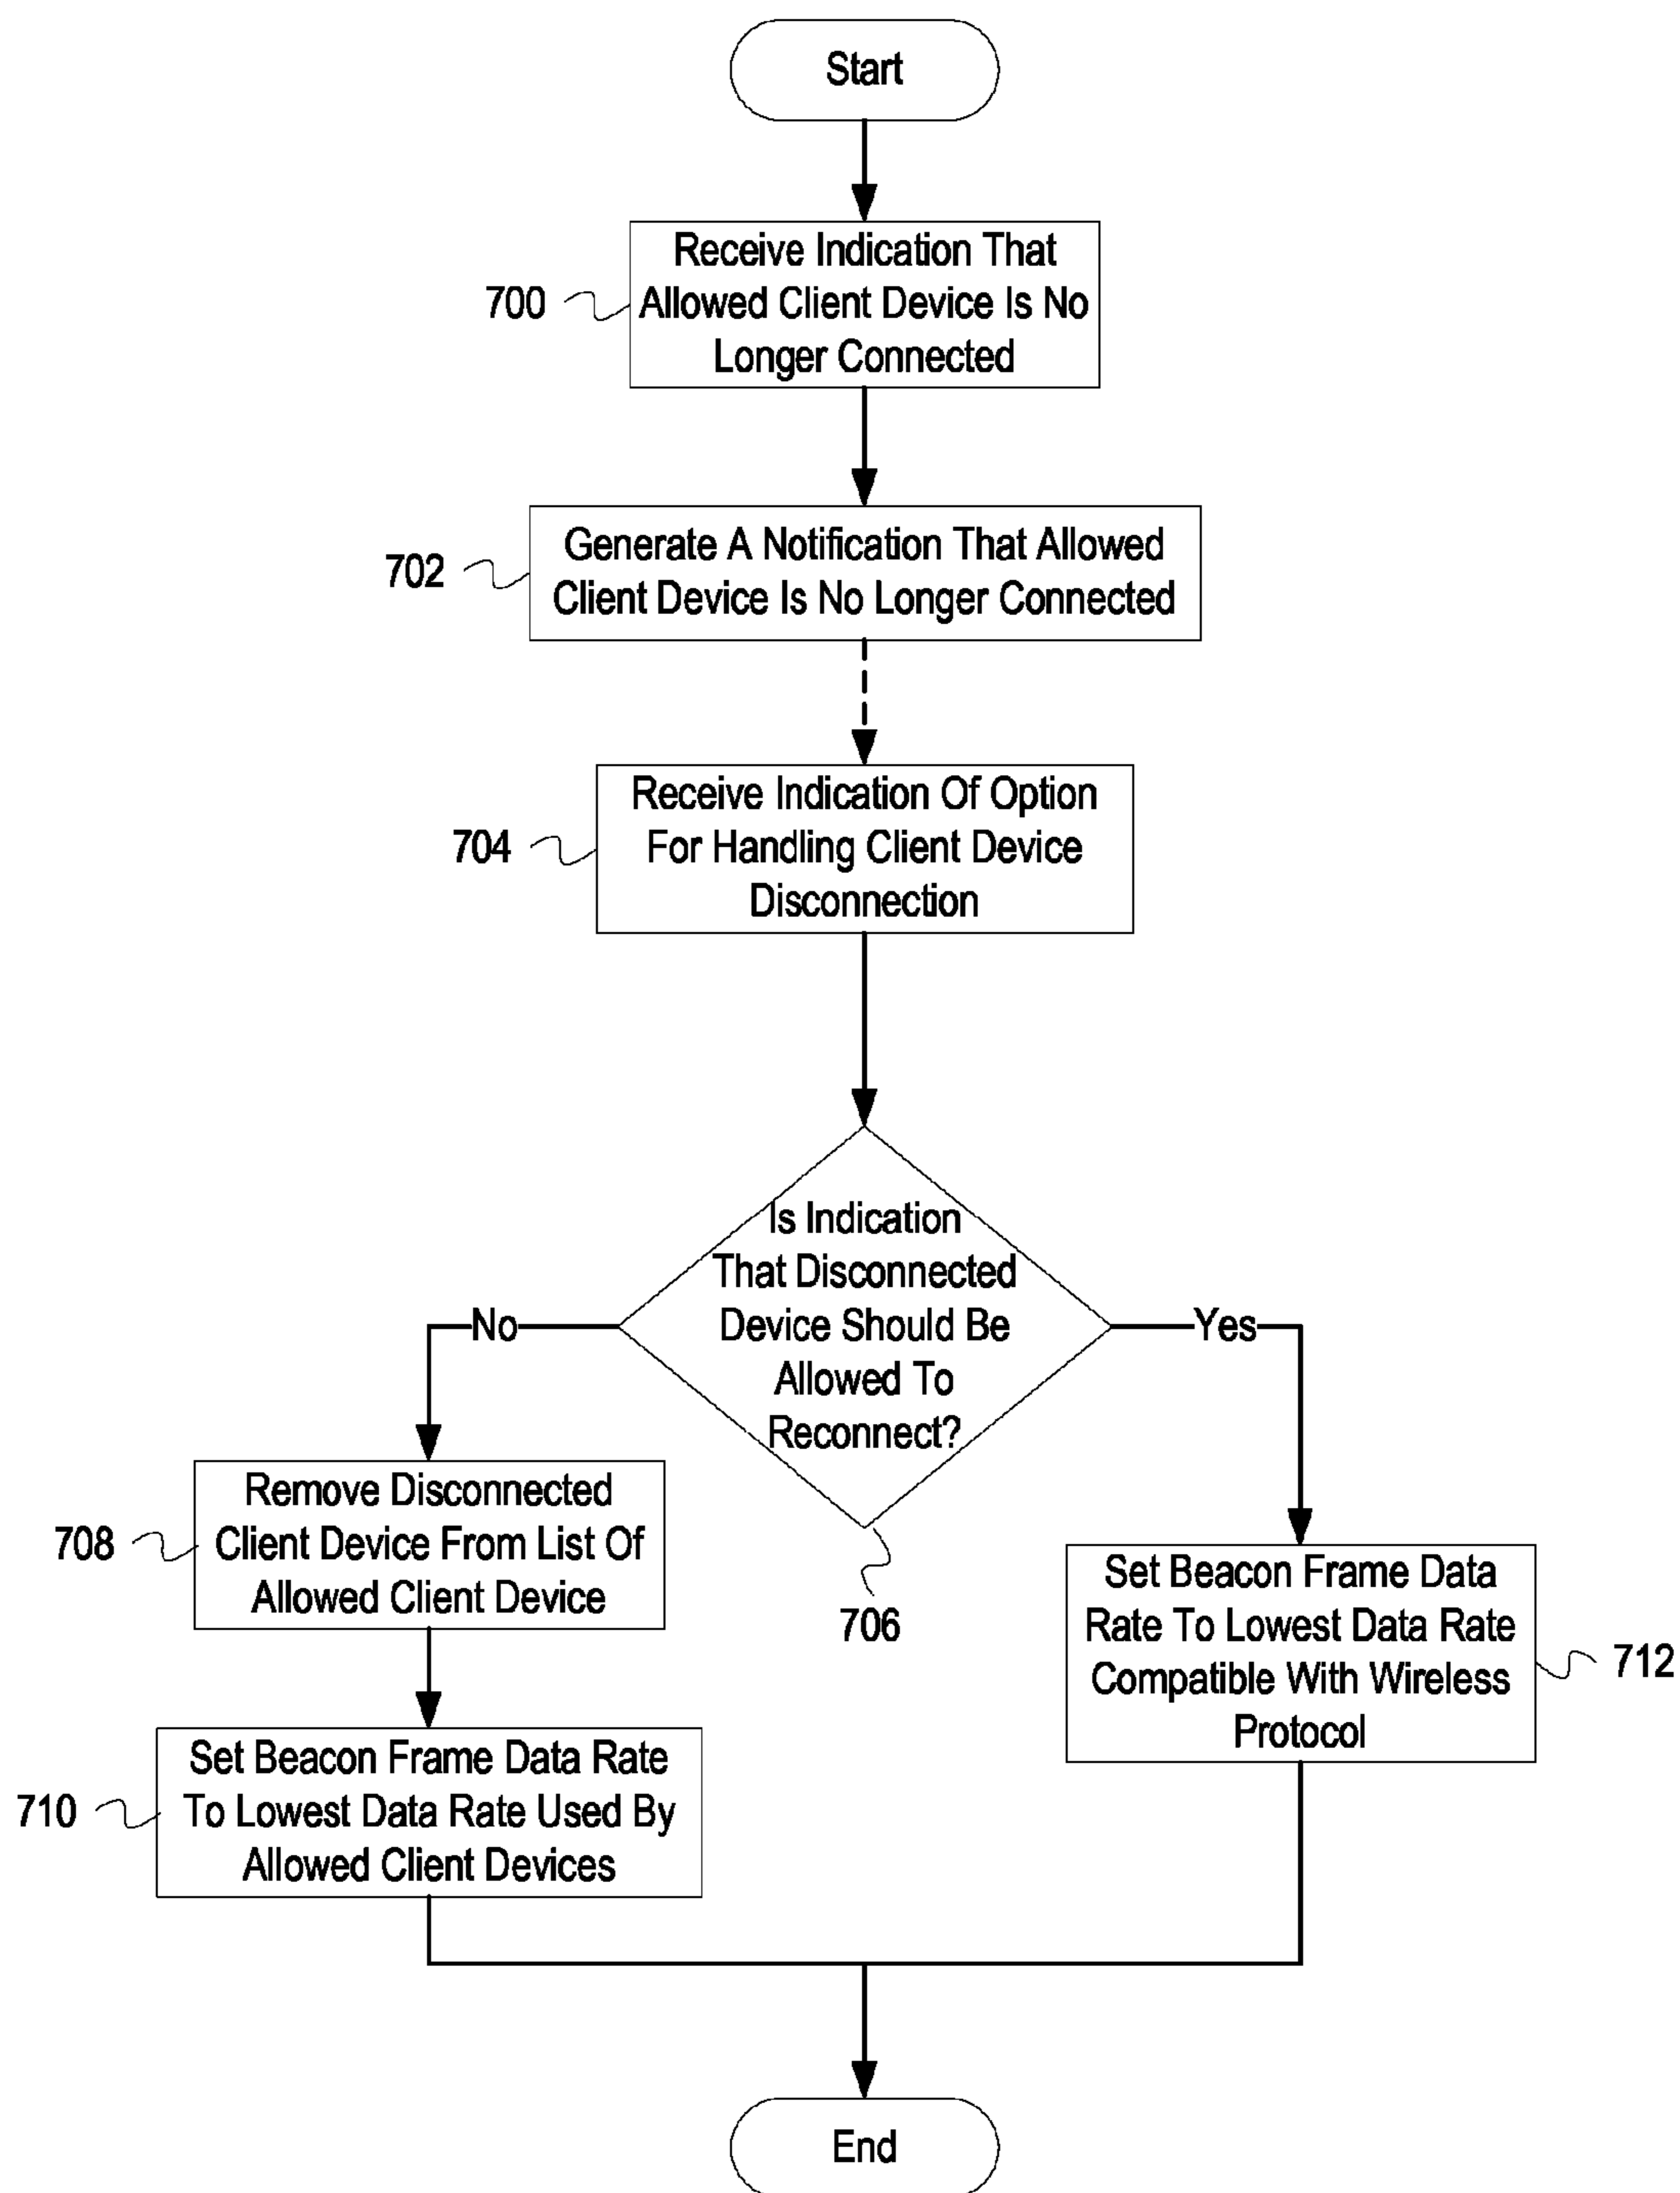 Start
700
Receive Indication That
Allowed Client Device Is No
Longer Connected
702
Generate A Notification That Allowed
Client Device Is No Longer Connected
704
Receive Indication Of Option
For Handling Client Device
Disconnection
Is Indication
That Disconnected
Device Should Be
Allowed To
Reconnect?
No
Yes
706
708
Remove Disconnected
Client Device From List Of
Allowed Client Device
710
Set Beacon Frame Data Rate
To Lowest Data Rate Used By
Allowed Client Devices
Set Beacon Frame Data
Rate To Lowest Data Rate
Compatible With Wireless
Protocol
712
End